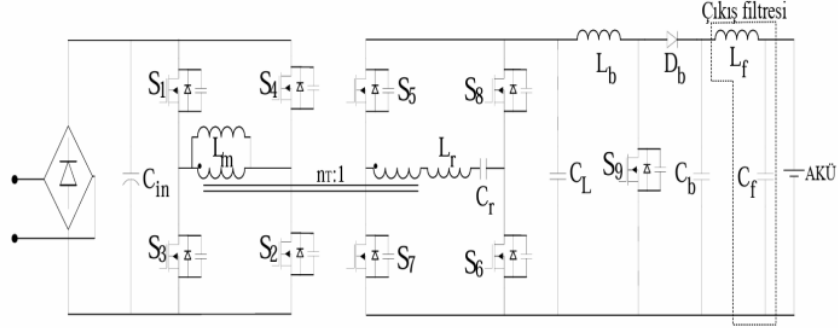 Çıkış filtresi
S1
S4
S5
S8
Lb
Db
Lf
Lm
Lr
Cin
nT:1
Cr
CL
S9
Cb
Cf
AKÜ
S3
S2
S7
S6